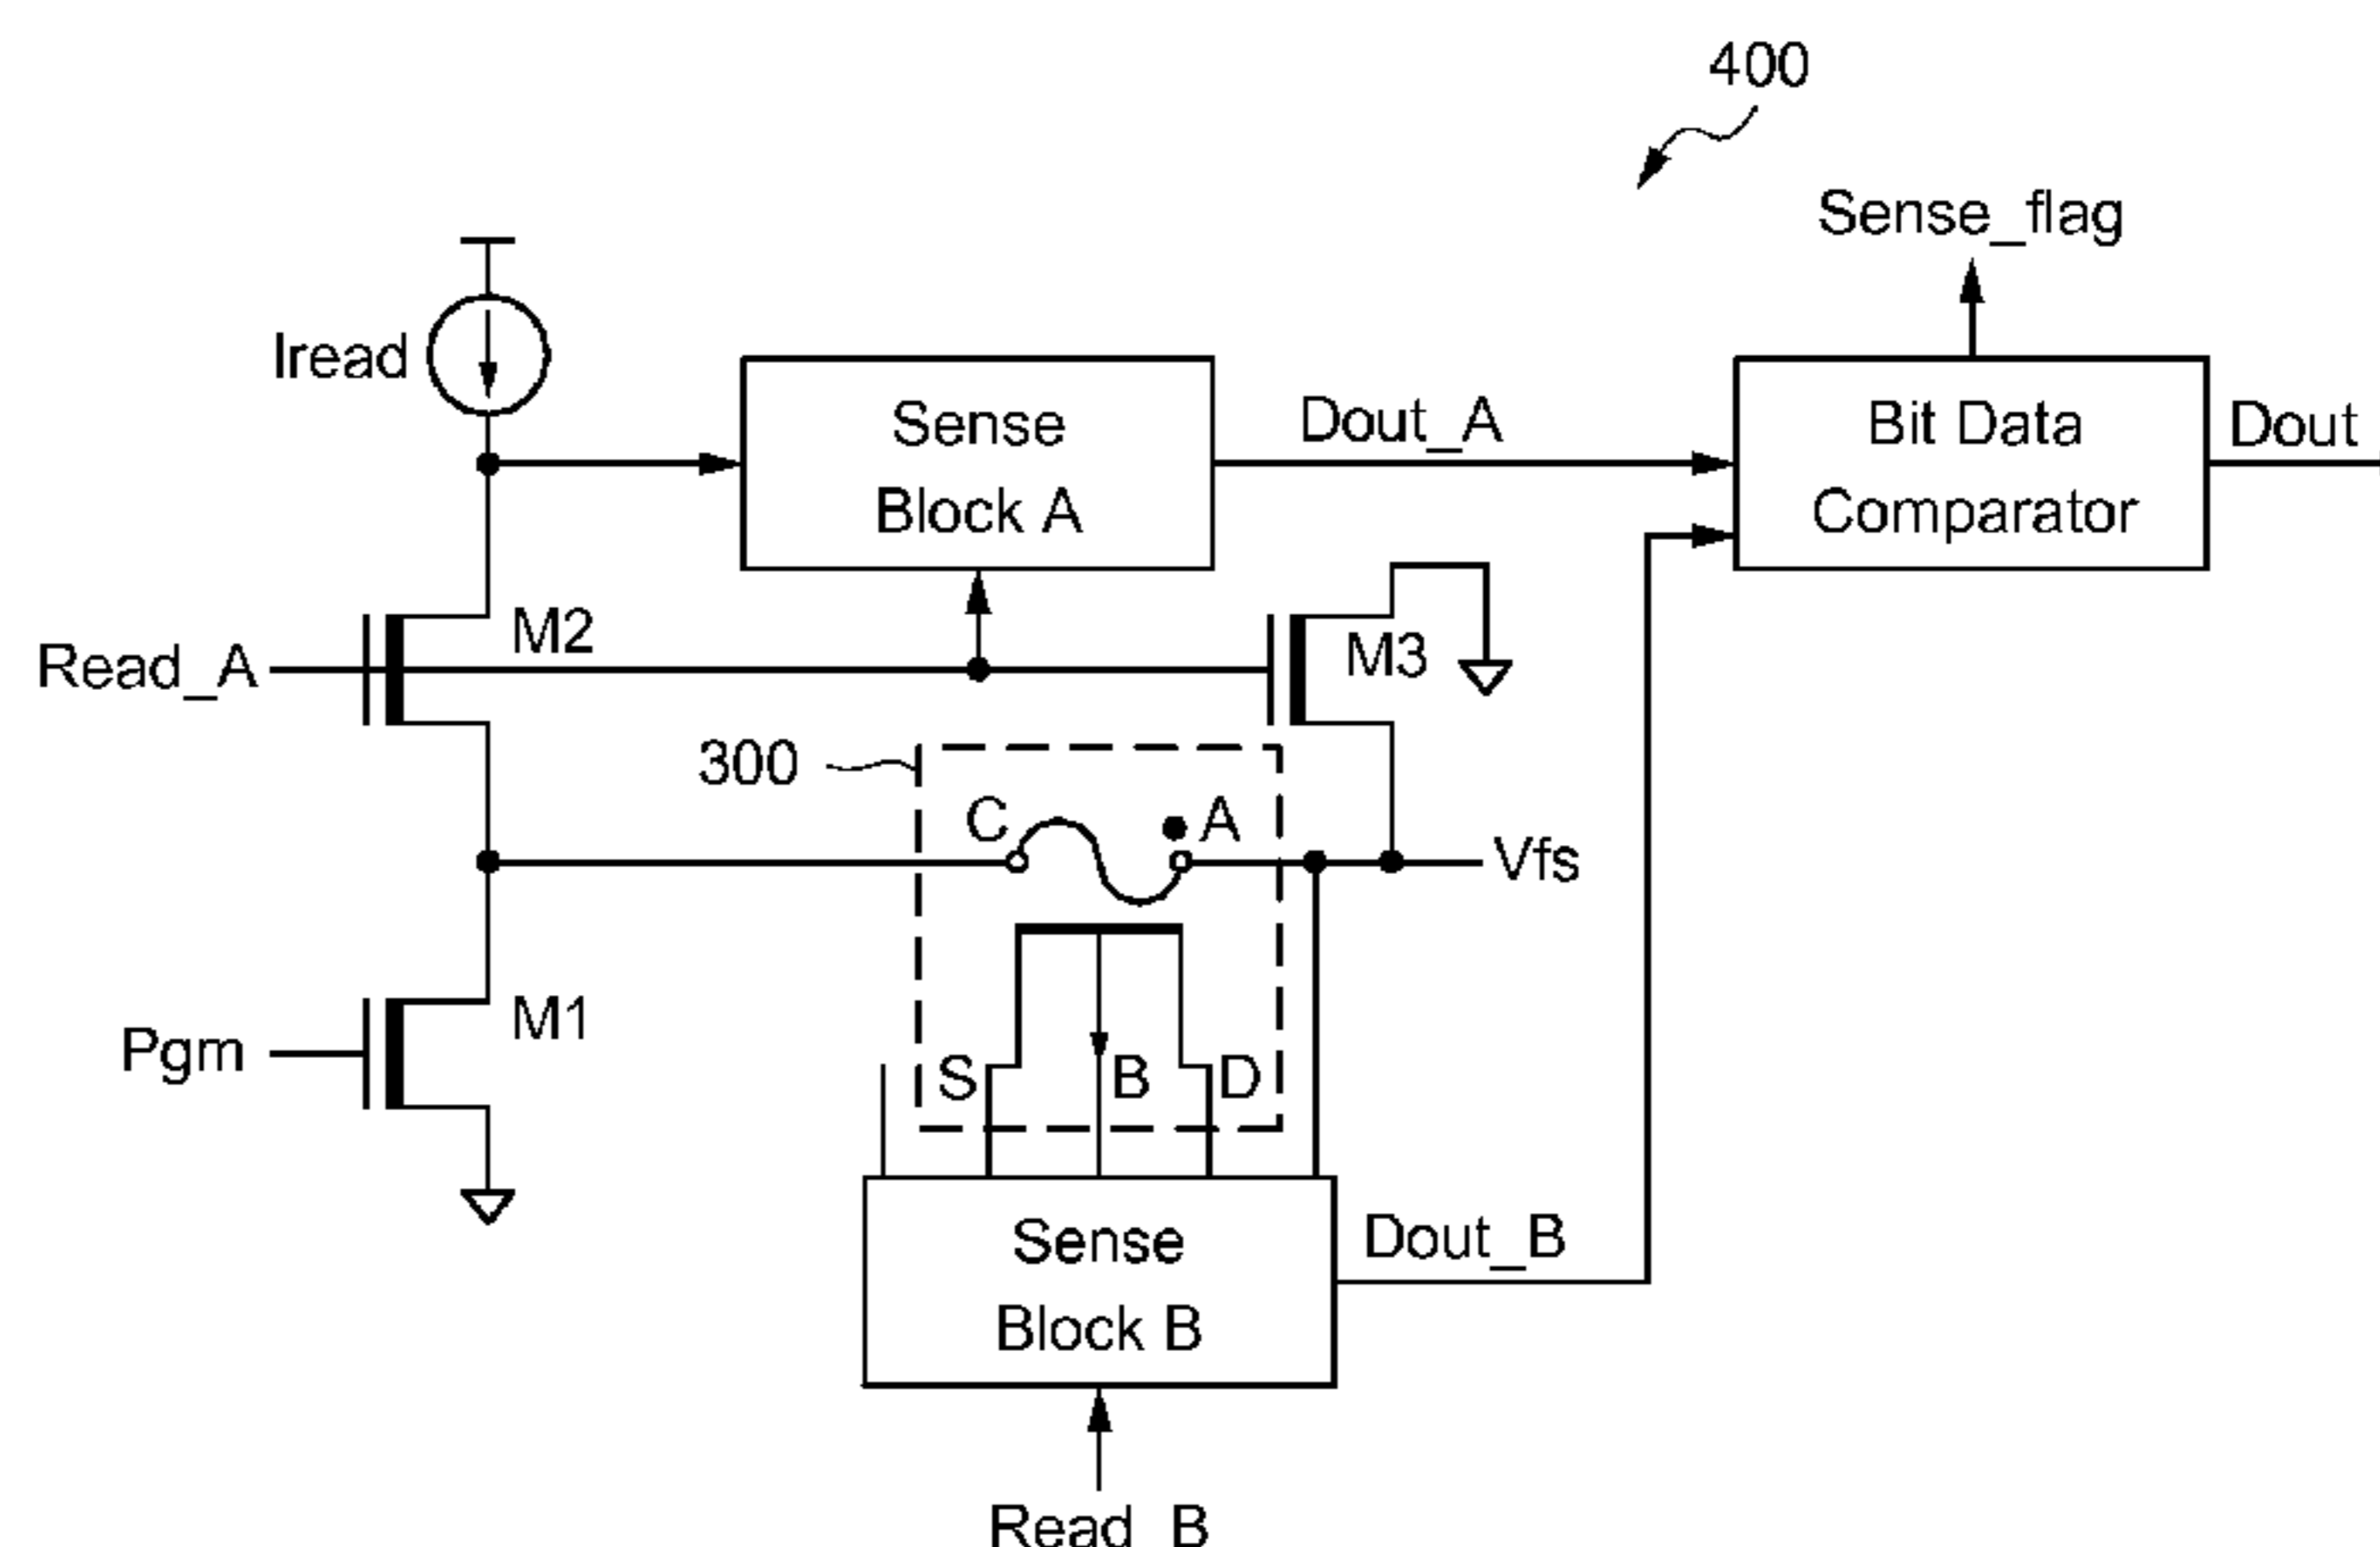 400
Sense_flag
Iread
Sense
Block A
Dout_A
Bit Data
Comparator
Dout
M2
M3
Read_A
300
C
A
Vfs
M1
Pgm
S
B
D
Sense
Block B
Dout_B
Read_B